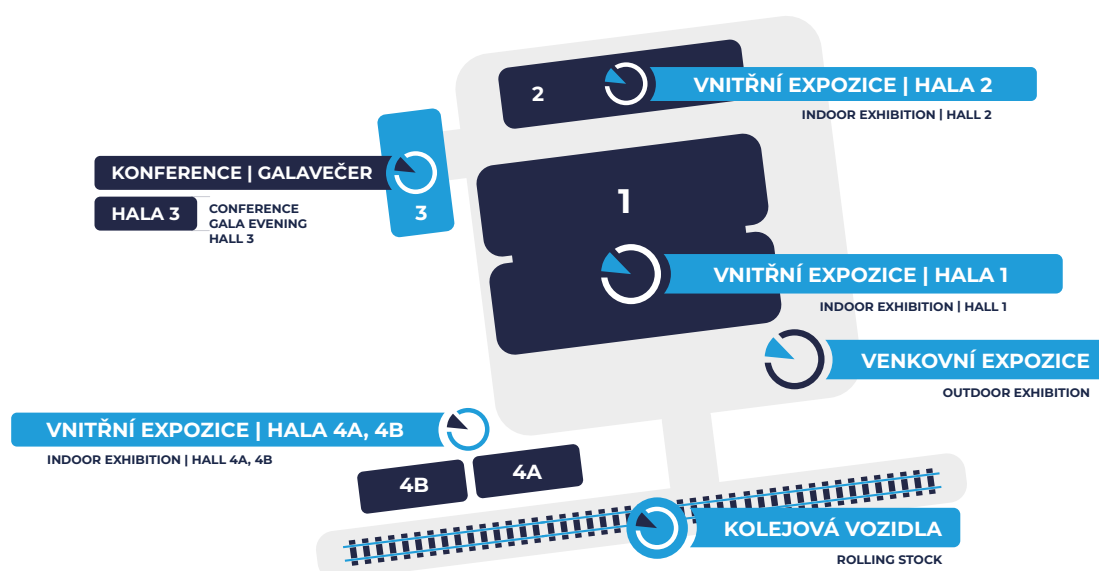 2
VNITŘNÍ EXPOZICE | HALA 2
INDOOR EXHIBITION | HALL 2
KONFERENCE | GALAVEČER
HALA 3
CONFERENCE
GALA EVENING
HALL 3
3
1
VNITŘNÍ EXPOZICE | HALA 1
INDOOR EXHIBITION | HALL 1
VENKOVNÍ EXPOZICE
OUTDOOR EXHIBITION
VNITŘNÍ EXPOZICE | HALA 4A, 4B
INDOOR EXHIBITION | HALL 4A, 4B
4B
4A
KOLEJOVÁ VOZIDLA
ROLLING STOCK